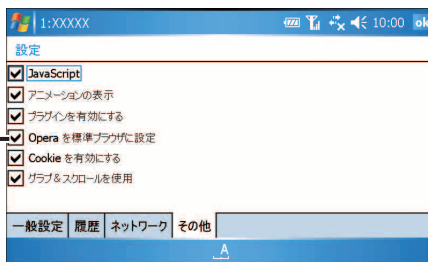 1:XXXXX 10:00 ok
設定
JavaScript
アニメーションの表示
プラグインを有効にする
Opera を標準ブラウザに設定
Cookie を有効にする
グラブ&スクロールを使用
一般設定 履歴 ネットワーク その他
A